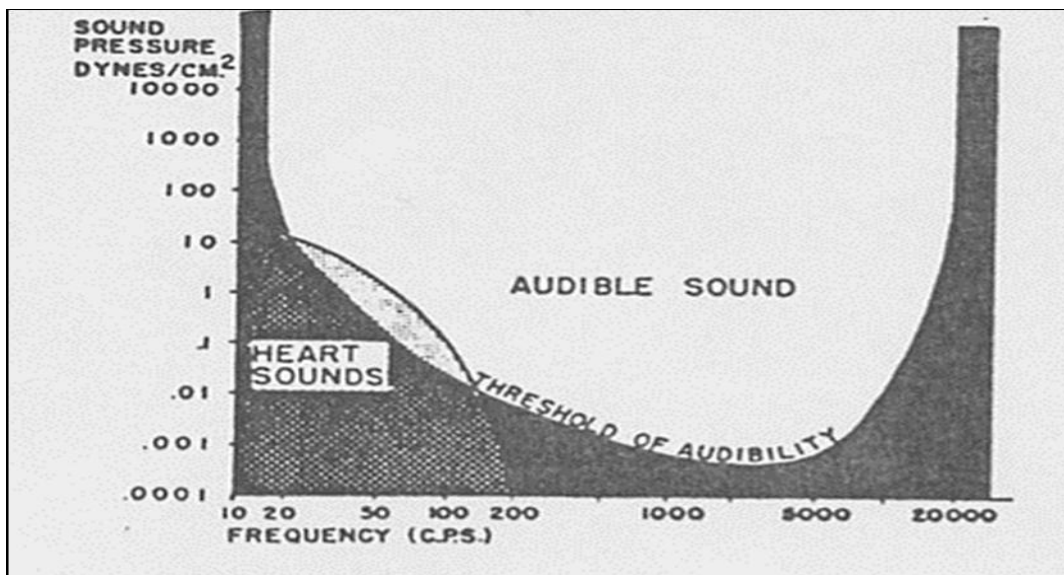 SOUND
PRESSURE
DYNES/CM.²
10000
1000
100
10
1
.1
.01
.001
.0001
AUDIBLE SOUND
HEART
SOUNDS
THRESHOLD OF AUDIBILITY
10 20 50 100 200 1000 5000 20000
FREQUENCY (C.P.S.)